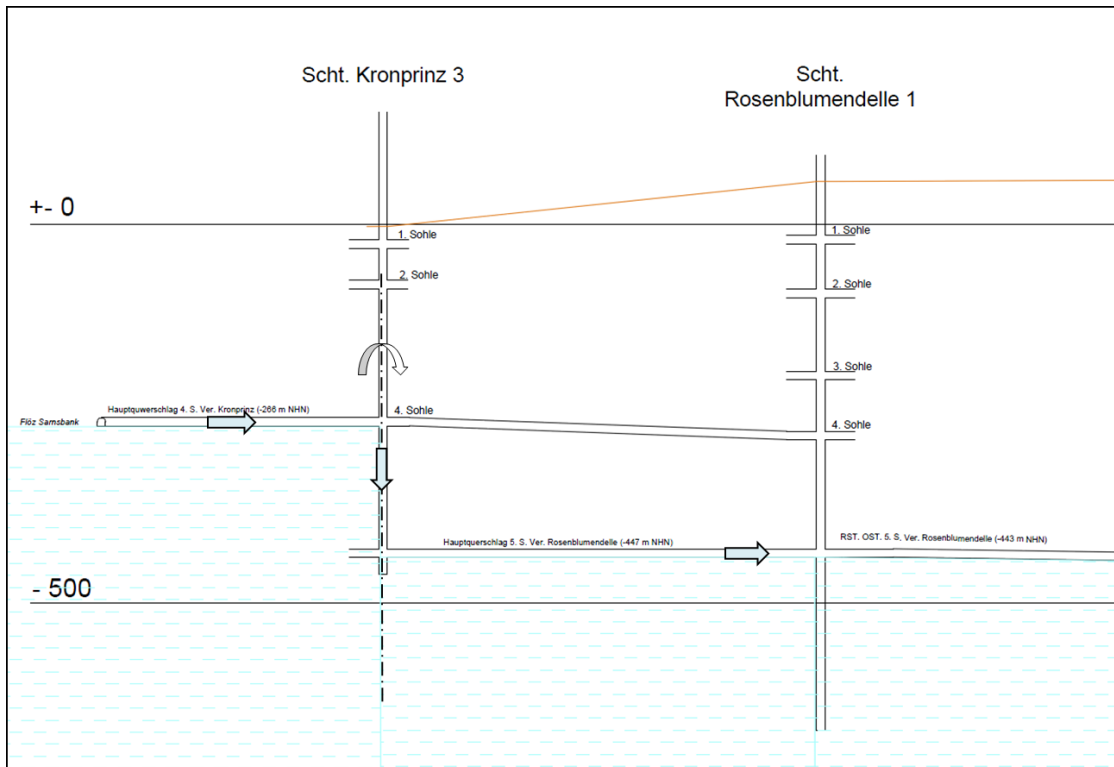 Scht. Kronprinz 3
Scht.
Rosenblumendelle 1
+- 0
1. Sohle
1. Sohle
2. Sohle
2. Sohle
3. Sohle
Hauptquwerschlag 4. S. Ver. Kronprinz (-266 m NHN)
4. Sohle
Flöz Sarnsbank
4. Sohle
Hauptquerschlag 5. S. Ver. Rosenblumendelle (-447 m NHN)
RST. OST. 5. S, Ver. Rosenblumendelle (-443 m NHN)
- 500